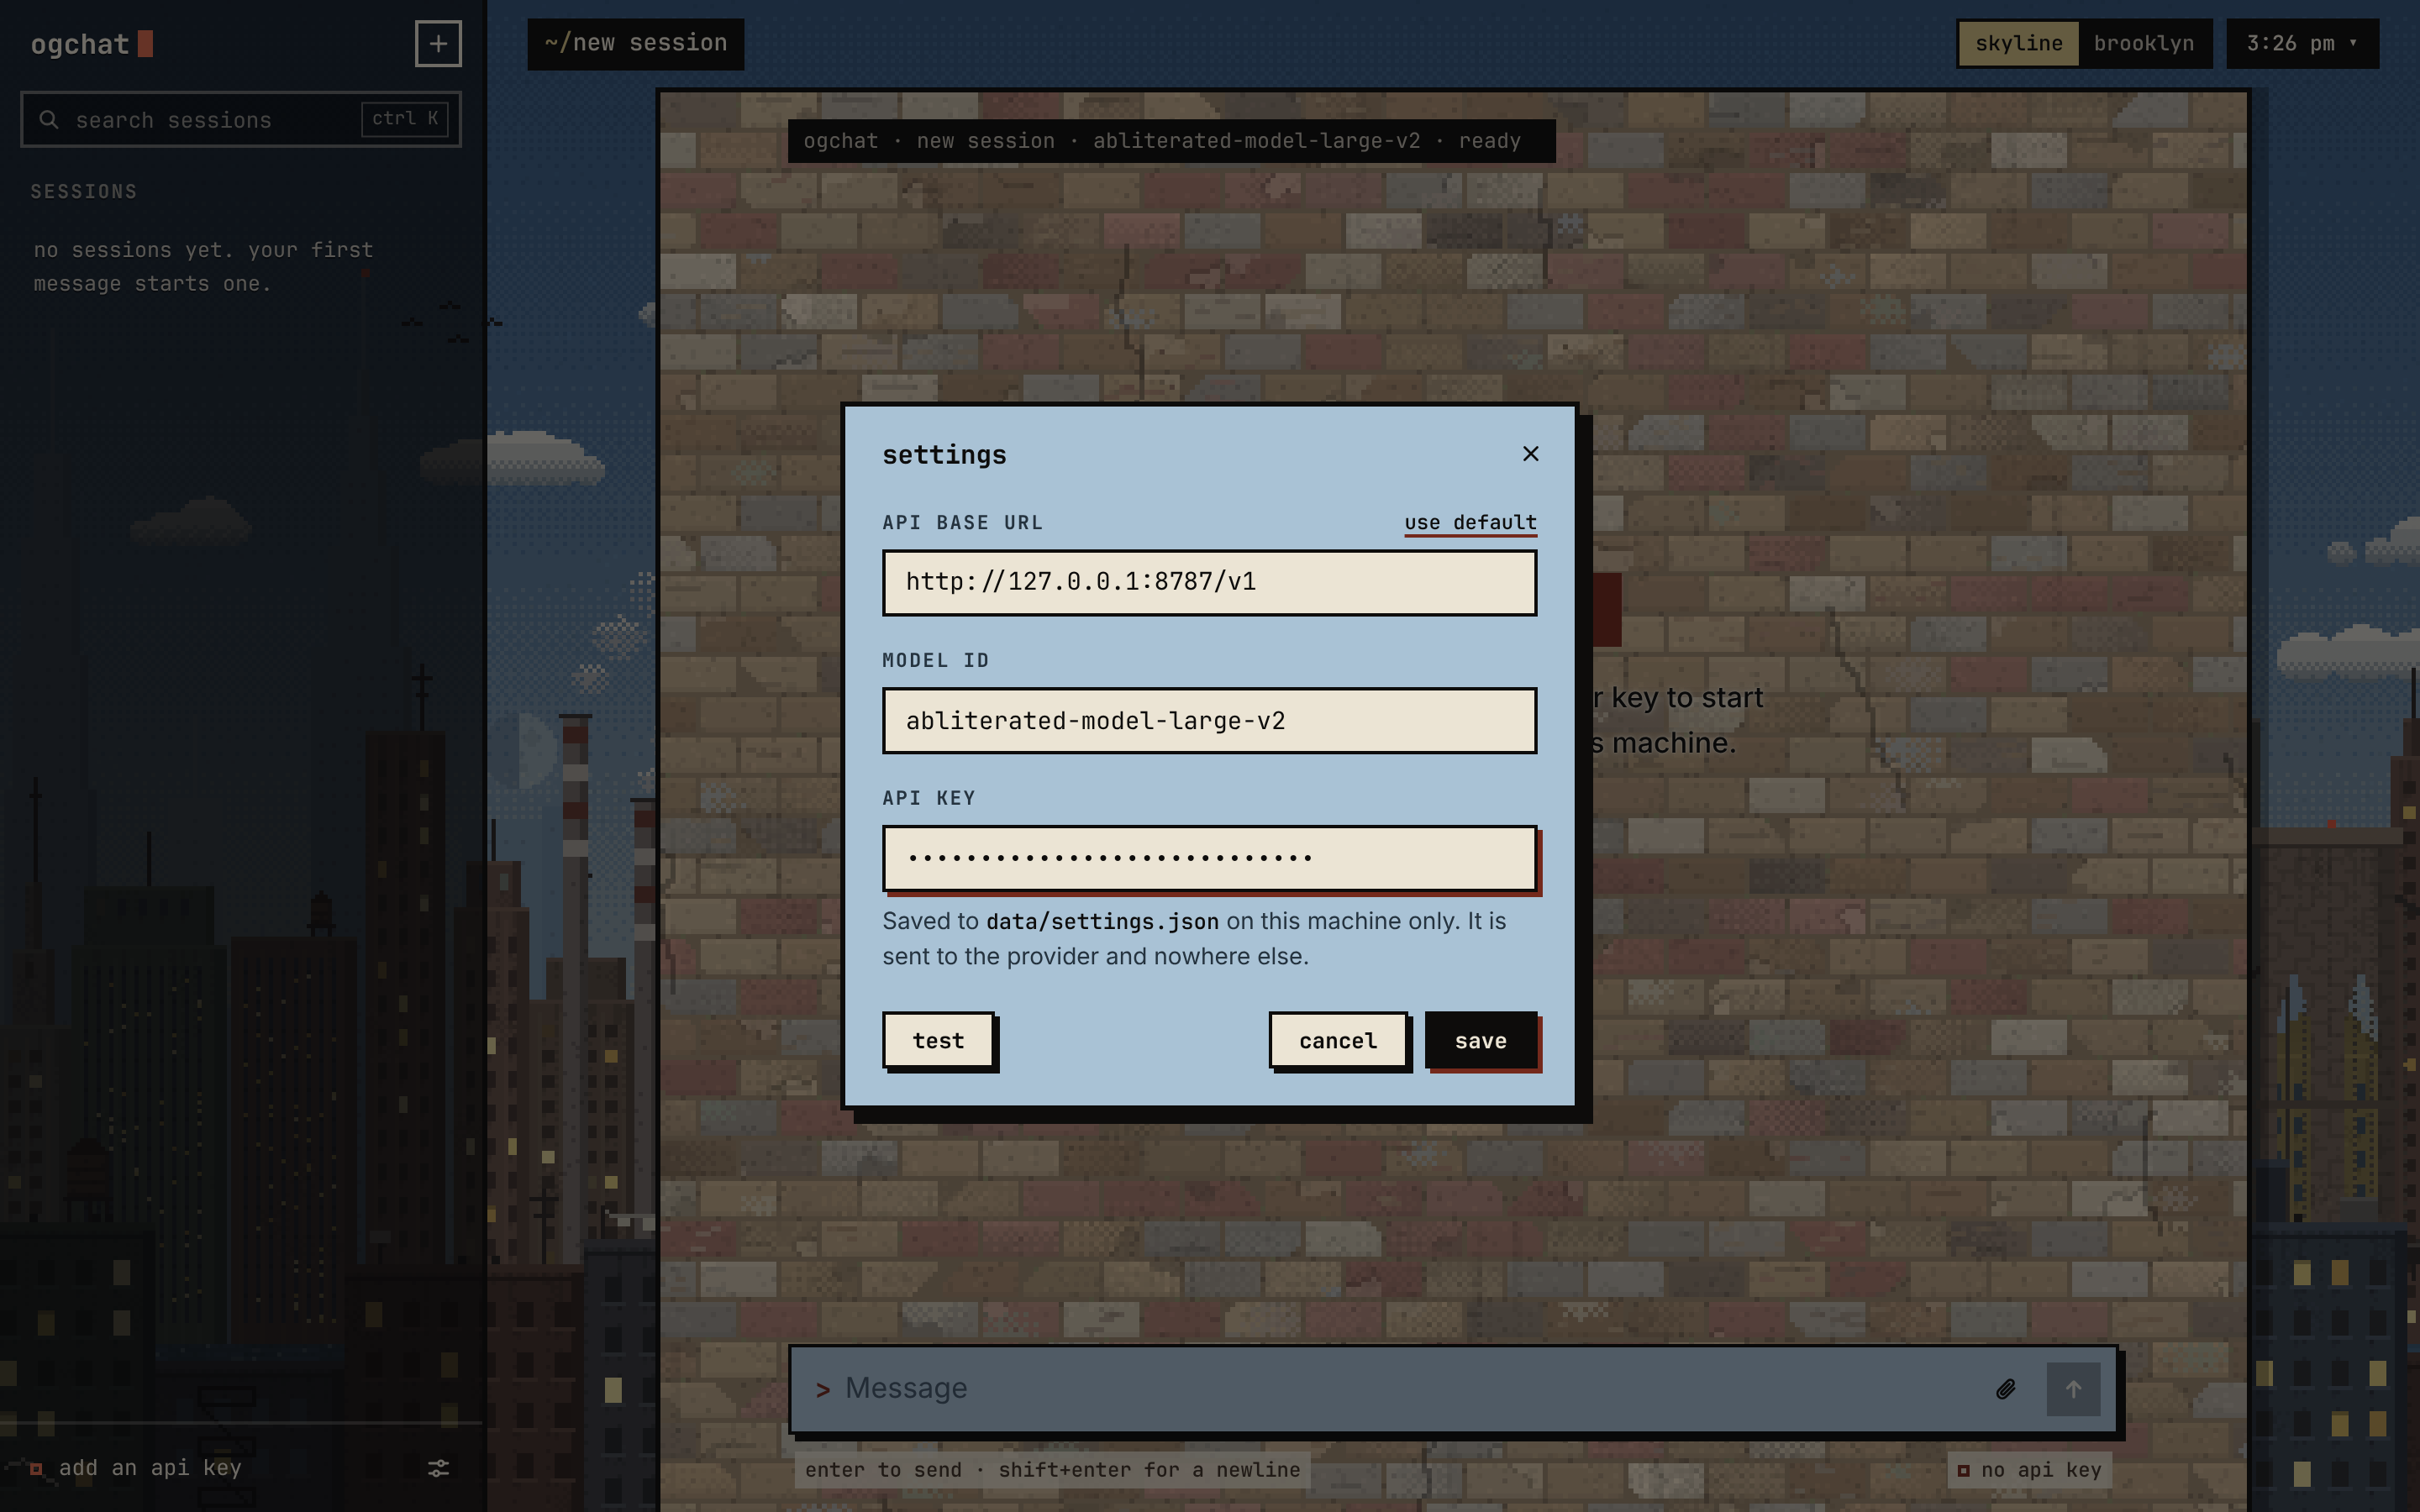 ogchat
+
search sessions ctrl K
SESSIONS
no sessions yet. your first
message starts one.
~/new session
skyline brooklyn 3:26 pm
ogchat · new session · abliterated-model-large-v2 · ready
r key to start
s machine.
settings
API BASE URL use default
http://127.0.0.1:8787/v1
MODEL ID
abliterated-model-large-v2
API KEY
••••••••••••••••••••••••••••
Saved to data/settings.json on this machine only. It is
sent to the provider and nowhere else.
test cancel save
> Message
enter to send · shift+enter for a newline
no api key
add an api key